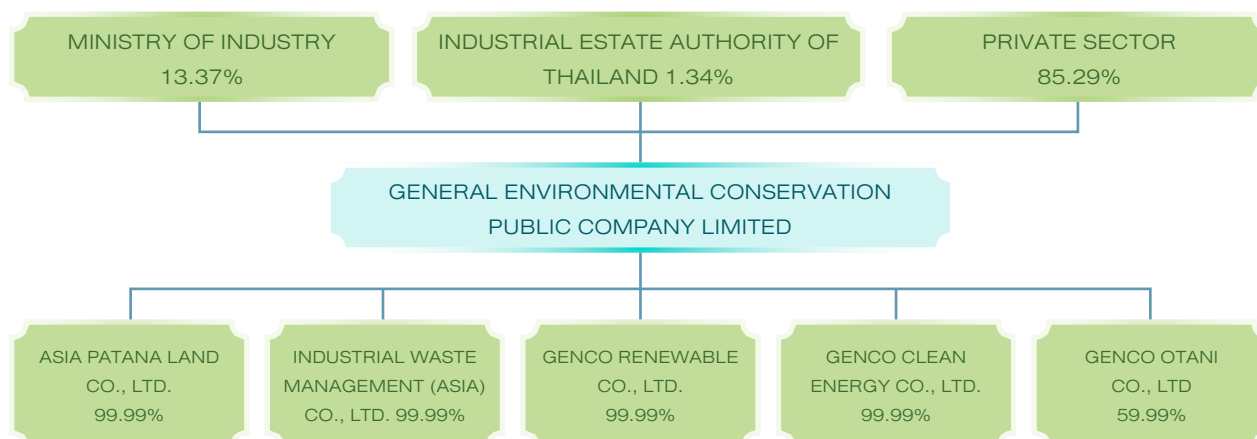 MINISTRY OF INDUSTRY
13.37%
INDUSTRIAL ESTATE AUTHORITY OF
THAILAND 1.34%
PRIVATE SECTOR
85.29%
GENERAL ENVIRONMENTAL CONSERVATION
PUBLIC COMPANY LIMITED
ASIA PATANA LAND
CO., LTD.
99.99%
INDUSTRIAL WASTE
MANAGEMENT (ASIA)
CO., LTD. 99.99%
GENCO RENEWABLE
CO., LTD.
99.99%
GENCO CLEAN
ENERGY CO., LTD.
99.99%
GENCO OTANI
CO., LTD
59.99%